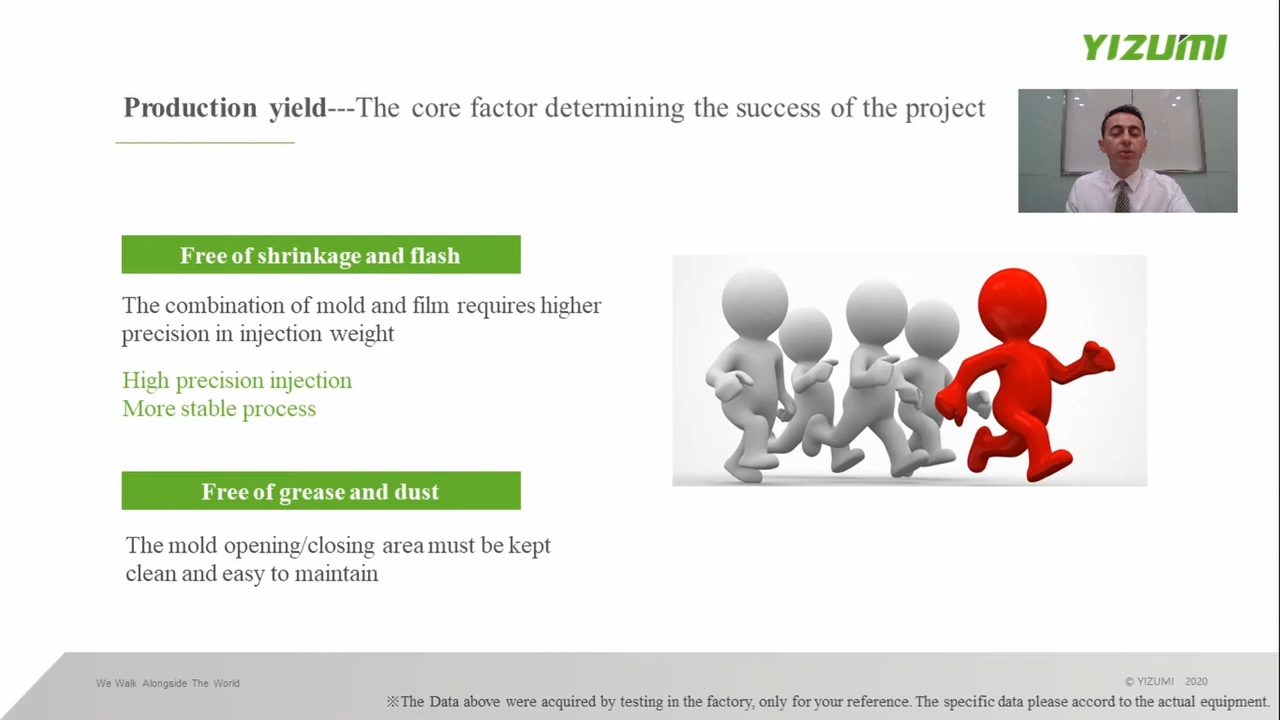 YIZUMI
Production yield---The core factor determining the success of the project
Free of shrinkage and flash
The combination of mold and film requires higher
precision in injection weight
High precision injection
More stable process
Free of grease and dust
The mold opening/closing area must be kept
clean and easy to maintain
We Walk Alongside The World
© YIZUMI 2020
※The Data above were acquired by testing in the factory, only for your reference. The specific data please accord to the actual equipment.